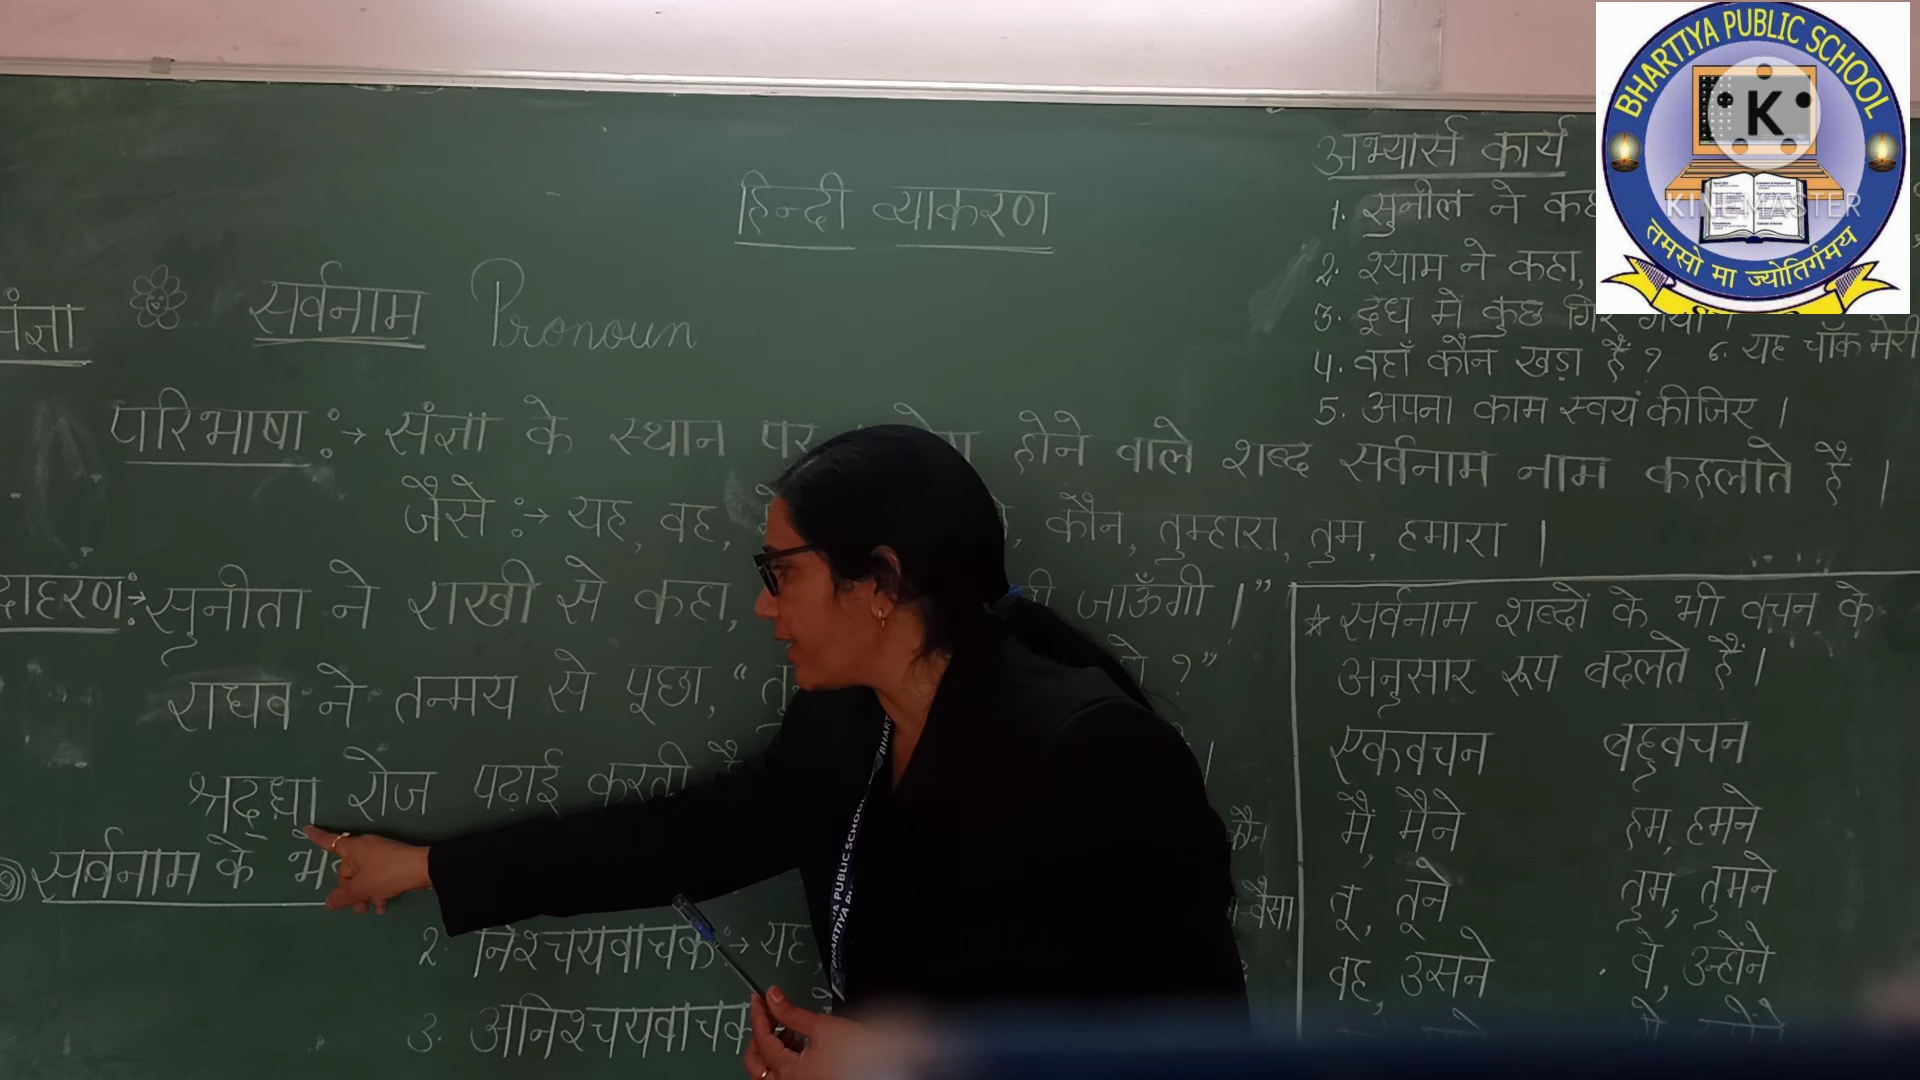 हिन्दी व्याकरण
संज्ञा
सर्वनाम Pronoun
परिभाषा :→ संज्ञा के स्थान पर होने वाले शब्द सर्वनाम नाम कहलाते हैं ।
जैसे :→ यह, वह, कौन, तुम्हारा, तुम, हमारा ।
सुनीता ने राखी से कहा, जाऊँगी ।”
राघव ने तन्मय से पूछा, “ ?”
श्रद्धा रोज पढ़ाई करती है
सर्वनाम के
2. निश्चयवाचक :→ यह,
3. अनिश्चयवाचक
कौन
वैसा
अभ्यार्स कार्य
1. सुनील ने
2. श्याम ने कहा,
3. दूध में कुछ गिर गया ।
4. वहाँ कौन खड़ा है ?
6. यह चॉक मेरी
5. अपना काम स्वयं कीजिए ।
★ सर्वनाम शब्दों के भी वचन के
अनुसार रूप बदलते हैं ।
एकवचन बहुवचन
मैं, मैंने हम, हमने
तू, तूने तुम, तुमने
वह, उसने वे, उन्होंने
BHARTIYA PUBLIC SCHOOL
K
KINEMASTER
तमसो मा ज्योतिर्गमय
PUBLIC SCHOOL
BHARTIYA